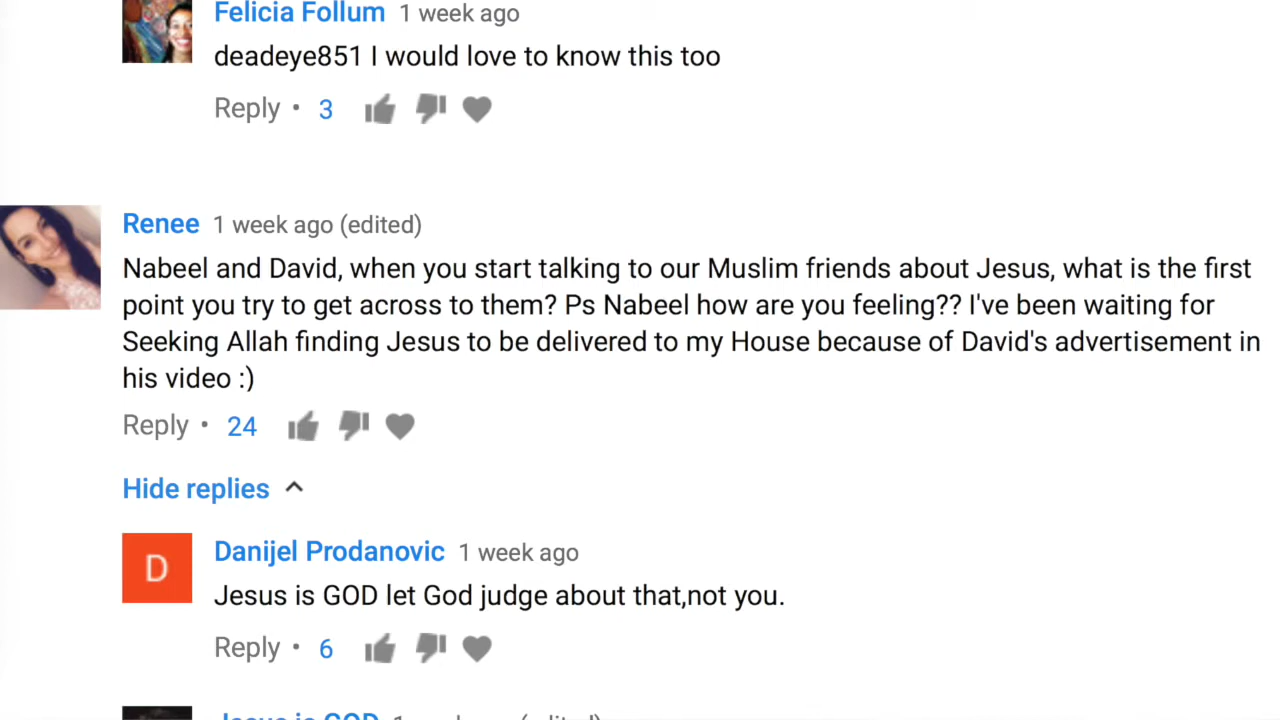 Felicia Follum 1 week ago
deadeye851 I would love to know this too
Reply • 3
Renee 1 week ago (edited)
Nabeel and David, when you start talking to our Muslim friends about Jesus, what is the first
point you try to get across to them? Ps Nabeel how are you feeling?? I've been waiting for
Seeking Allah finding Jesus to be delivered to my House because of David's advertisement in
his video :)
Reply • 24
Hide replies
D
Danijel Prodanovic 1 week ago
Jesus is GOD let God judge about that,not you.
Reply • 6
Jesus is GOD 1 week ago (edited)